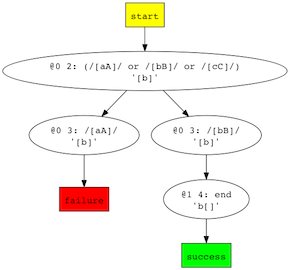 start
@0 2: (/[aA]/ or /[bB]/ or /[cC]/)
'[b]'
@0 3: /[aA]/
'[b]'
@0 3: /[bB]/
'[b]'
failure
@1 4: end
'b[]'
success